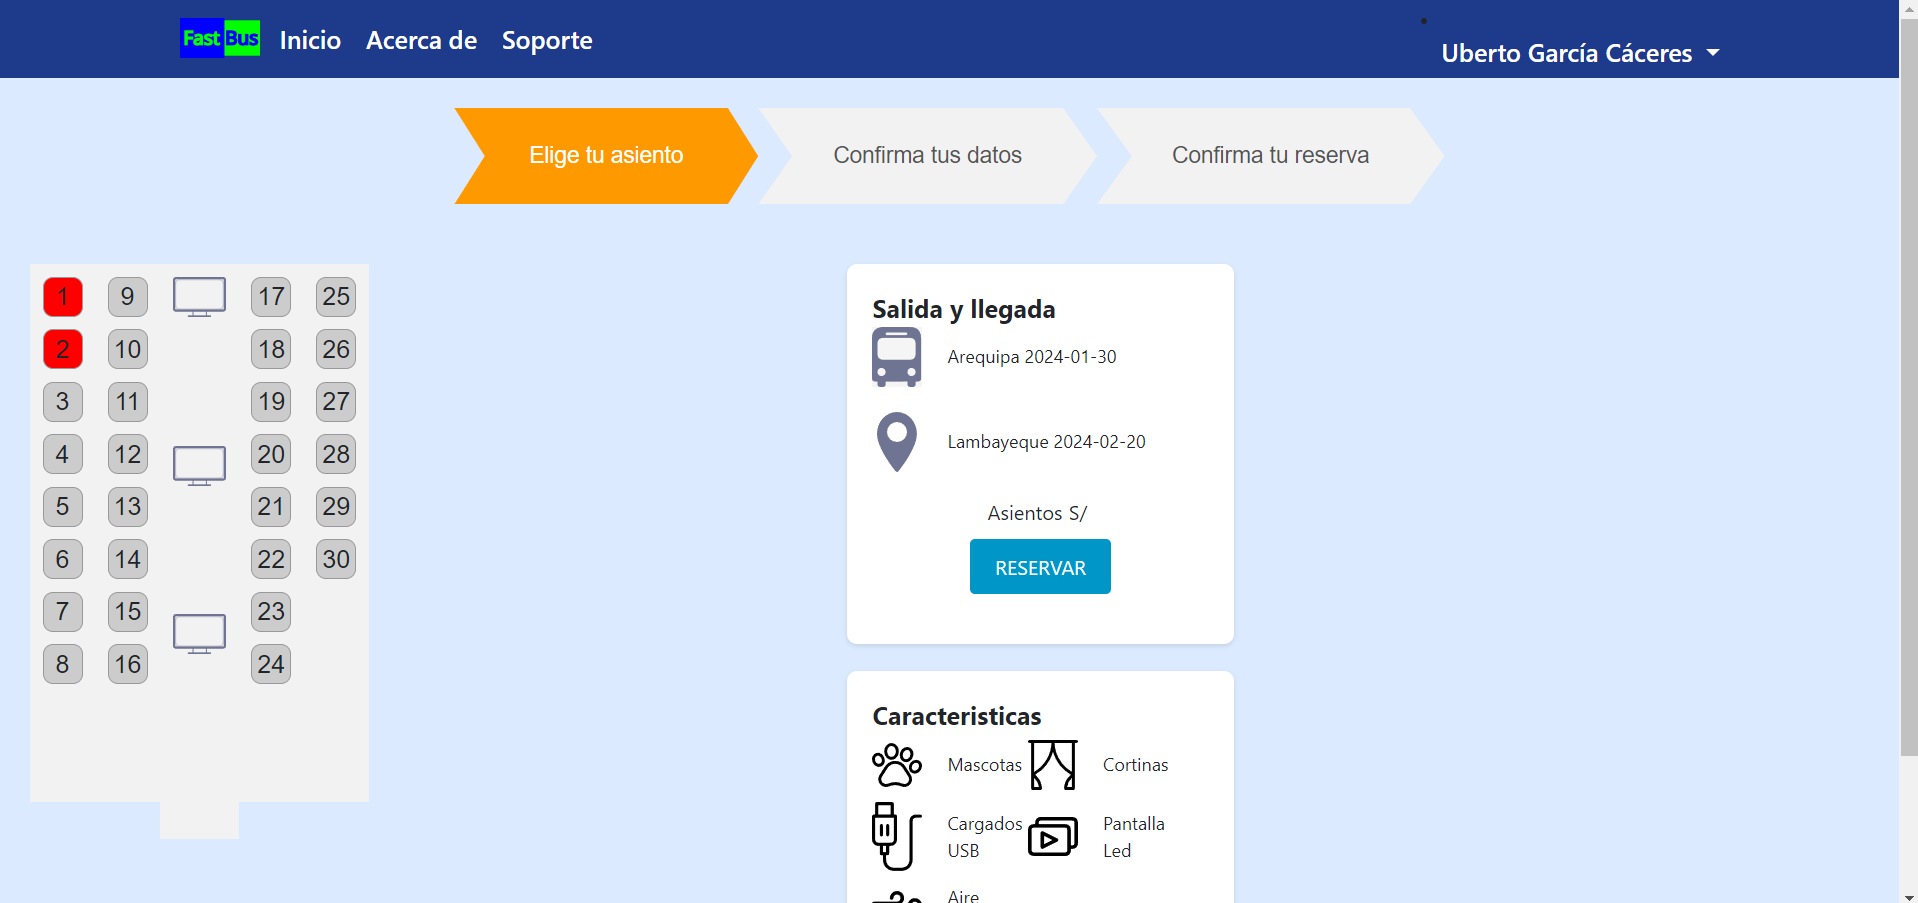 Fast Bus Inicio Acerca de Soporte
Uberto García Cáceres
Elige tu asiento Confirma tus datos Confirma tu reserva
1 9 17 25
2 10 18 26
3 11 19 27
4 12 20 28
5 13 21 29
6 14 22 30
7 15 23
8 16 24
Salida y llegada
Arequipa 2024-01-30
Lambayeque 2024-02-20
Asientos S/
RESERVAR
Caracteristicas
Mascotas Cortinas
Cargados
USB
Pantalla
Led
Aire